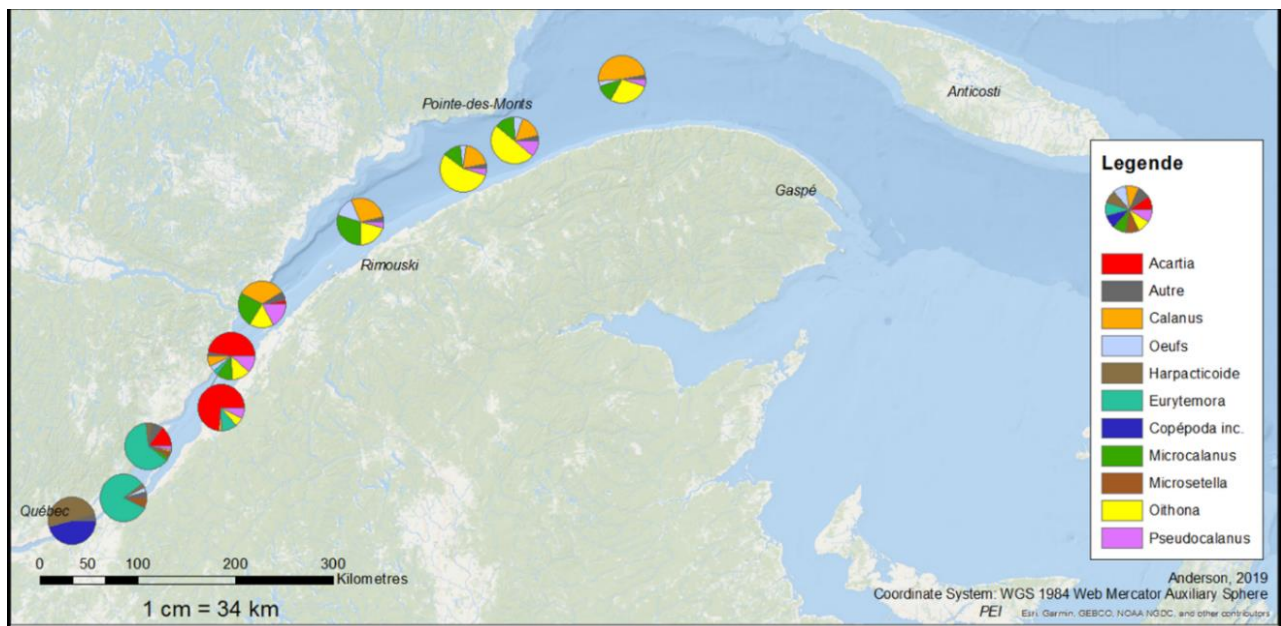 Pointe-des-Monts
Anticosti
Gaspé
Rimouski
Québec
Legende
Acartia
Autre
Calanus
Oeufs
Harpacticoide
Eurytemora
Copépoda inc.
Microcalanus
Microsetella
Oithona
Pseudocalanus
0 50 100 200 300
Kilometres
1 cm = 34 km
Anderson, 2019
Coordinate System: WGS 1984 Web Mercator Auxiliary Sphere
PEI
Esri, Garmin, GEBCO, NOAA NGDC, and other contributors